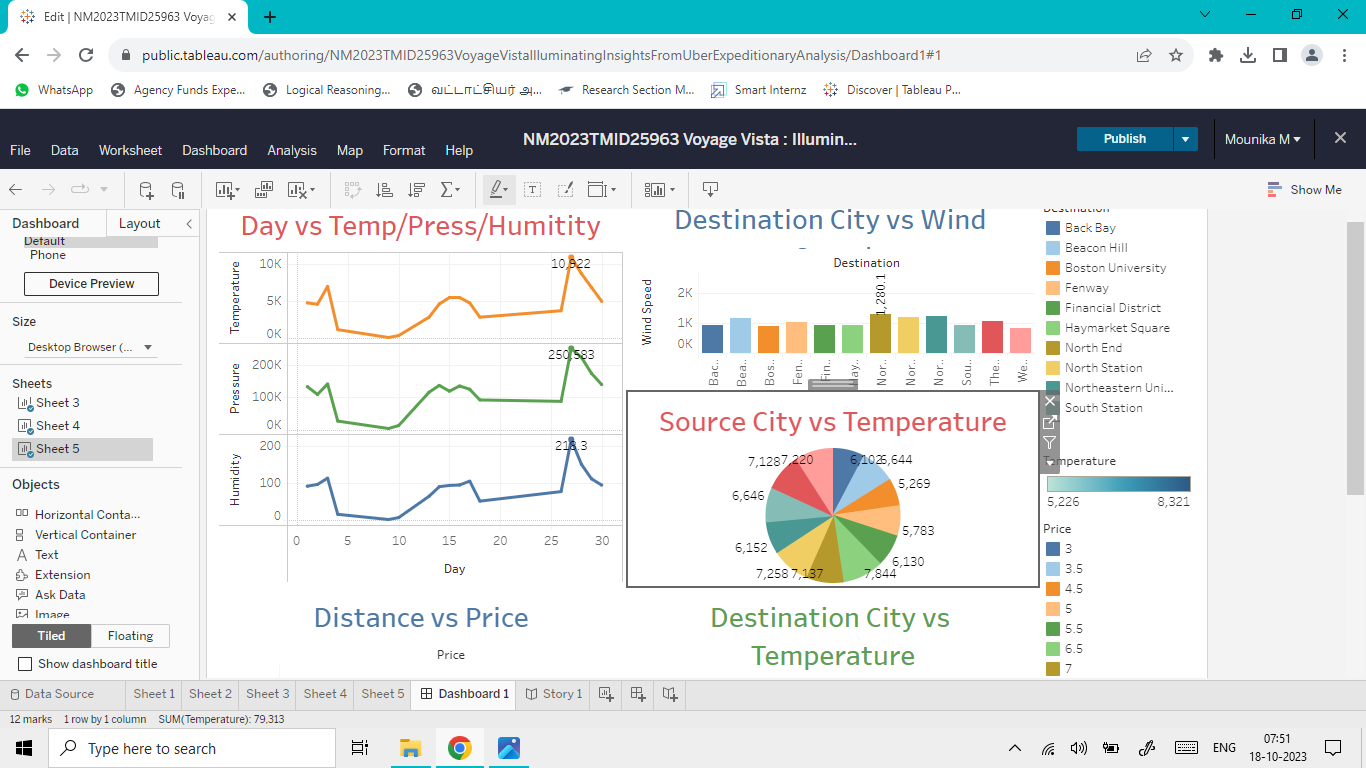 Edit | NM2023TMID25963 Voyag
public.tableau.com/authoring/NM2023TMID25963VoyageVistaIlluminatingInsightsFromUberExpeditionaryAnalysis/Dashboard1#1
WhatsApp
Agency Funds Expe...
Logical Reasoning...
வட்டாட்சியர் அ...
Research Section M...
Smart Internz
Discover | Tableau P...
NM2023TMID25963 Voyage Vista : Illumin...
Publish
Mounika M
File Data Worksheet Dashboard Analysis Map Format Help
Show Me
Dashboard Layout
Default
Phone
Device Preview
Size
Desktop Browser (...
Sheets
Sheet 3
Sheet 4
Sheet 5
Objects
Horizontal Conta...
Vertical Container
Text
Extension
Ask Data
Image
Tiled Floating
Show dashboard title
Day vs Temp/Press/Humitity
Temperature
10K
5K
0K
10,922
Pressure
200K
100K
0K
250,583
Humidity
200
100
0
218.3
0 5 10 15 20 25 30
Day
Destination City vs Wind
Destination
Wind Speed
2K
1K
0K
1,280.1
Bac.. Bea.. Bos.. Fen.. Fin.. Hay.. Nor.. Nor.. Nor.. Sou.. The.. We..
Source City vs Temperature
7,128 7,220 6,102 5,644
5,269
6,646
5,783
6,152
6,130
7,258 7,137 7,844
Distance vs Price
Price
Destination City vs
Temperature
Destination
Back Bay
Beacon Hill
Boston University
Fenway
Financial District
Haymarket Square
North End
North Station
Northeastern Uni...
South Station
Temperature
5,226 8,321
Price
3
3.5
4.5
5
5.5
6.5
7
Data Source Sheet 1 Sheet 2 Sheet 3 Sheet 4 Sheet 5 Dashboard 1 Story 1
12 marks 1 row by 1 column SUM(Temperature): 79,313
Type here to search
ENG
07:51
18-10-2023